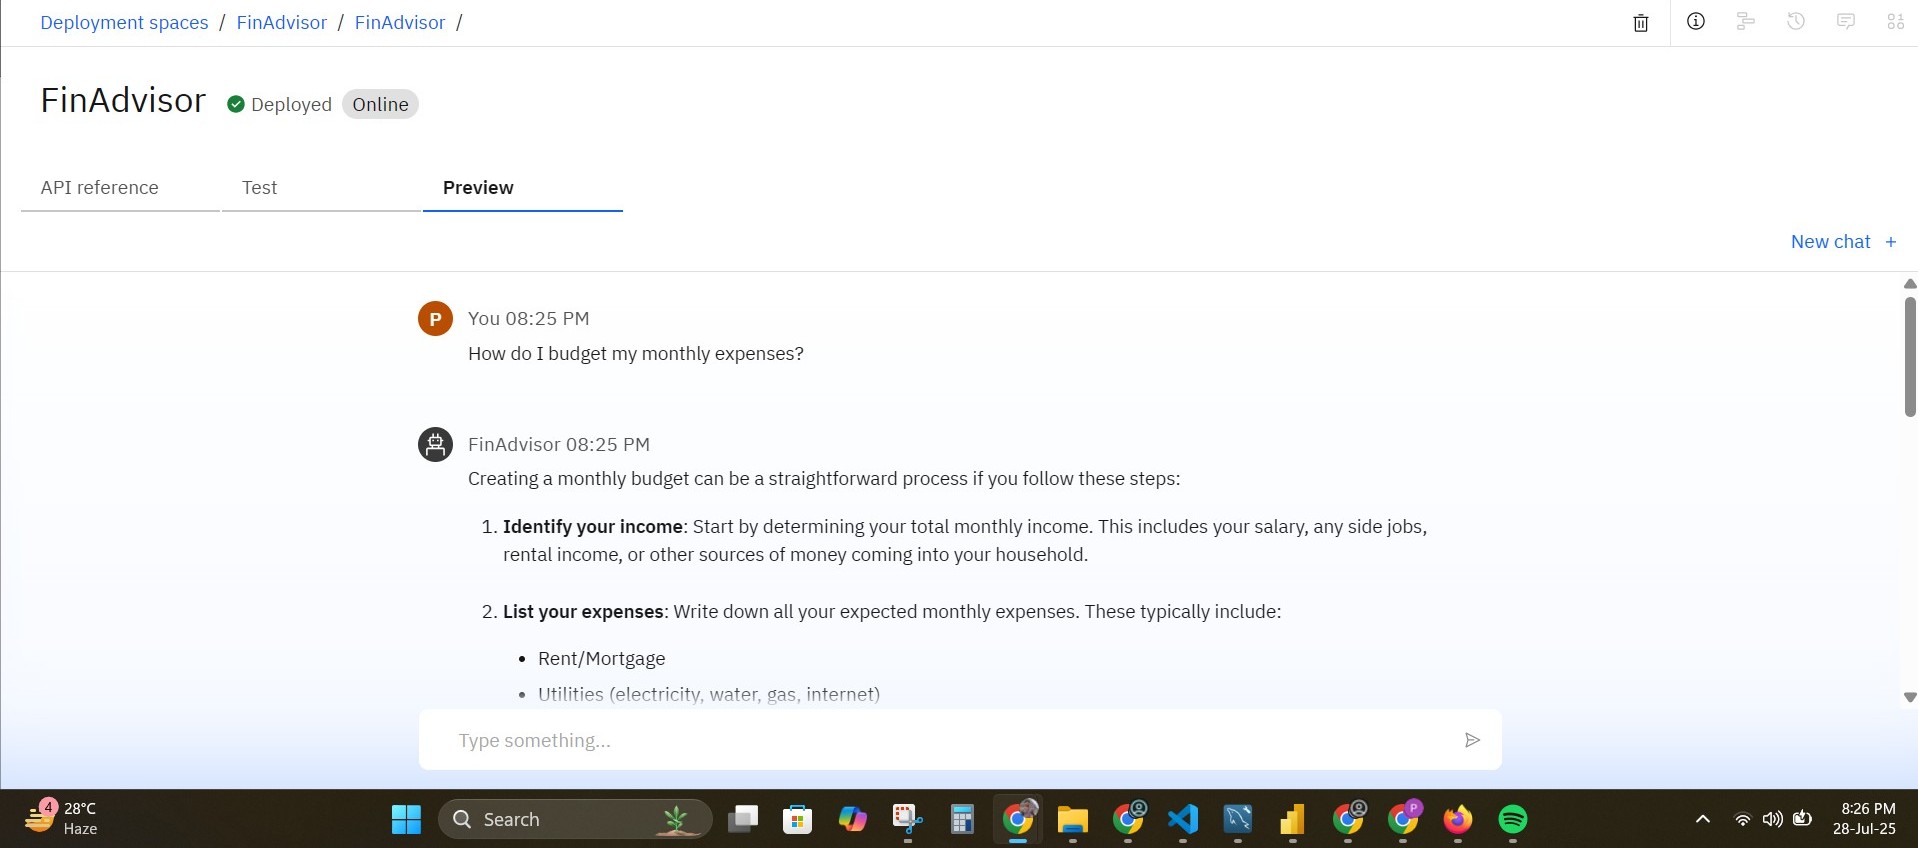 Deployment spaces / FinAdvisor / FinAdvisor /
FinAdvisor Deployed Online
API reference Test Preview
New chat +
P You 08:25 PM
How do I budget my monthly expenses?
FinAdvisor 08:25 PM
Creating a monthly budget can be a straightforward process if you follow these steps:
1. Identify your income: Start by determining your total monthly income. This includes your salary, any side jobs,
rental income, or other sources of money coming into your household.
2. List your expenses: Write down all your expected monthly expenses. These typically include:
• Rent/Mortgage
• Utilities (electricity, water, gas, internet)
Type something...
4 28°C
Haze
Search
P
8:26 PM
28-Jul-25